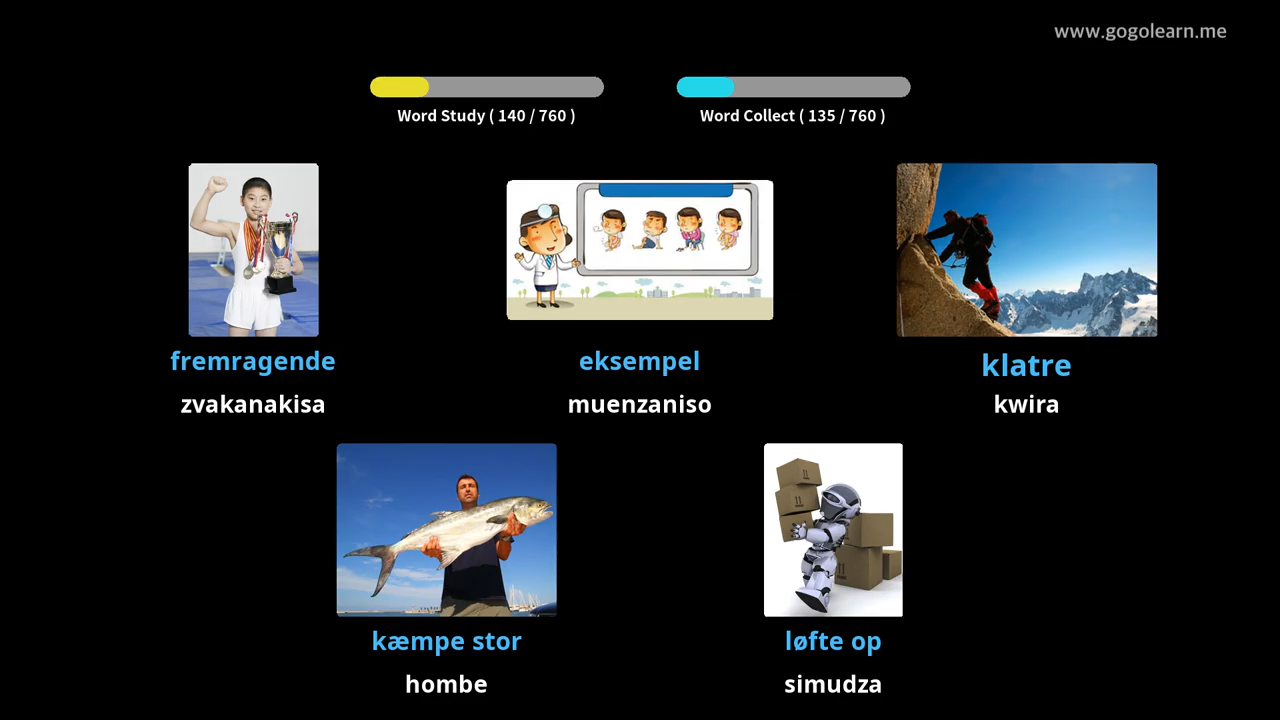 www.gogolearn.me
Word Study ( 140 / 760 )
Word Collect ( 135 / 760 )
fremragende
zvakanakisa
eksempel
muenzaniso
klatre
kwira
kæmpe stor
hombe
løfte op
simudza